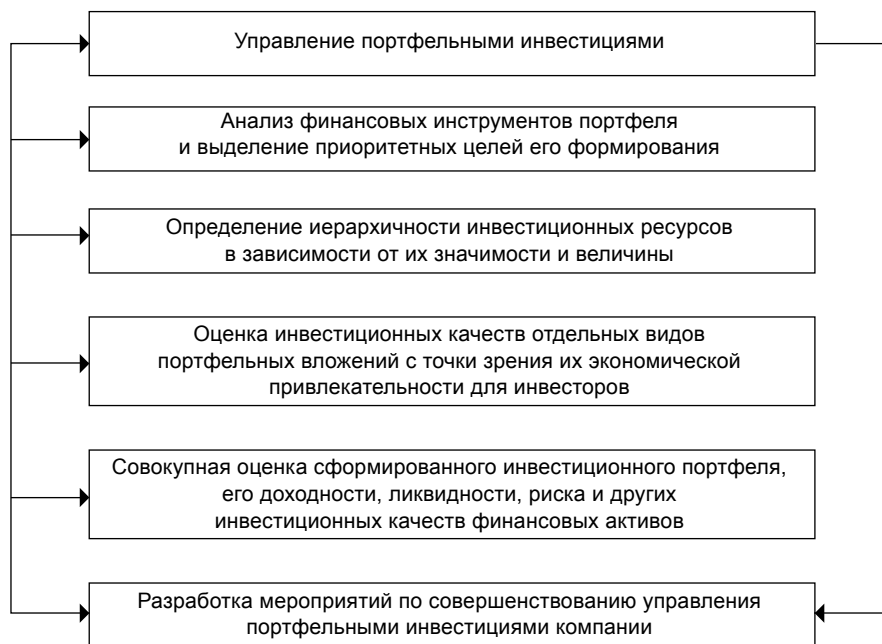 Управление портфельными инвестициями
Анализ финансовых инструментов портфеля
и выделение приоритетных целей его формирования
Определение иерархичности инвестиционных ресурсов
в зависимости от их значимости и величины
Оценка инвестиционных качеств отдельных видов
портфельных вложений с точки зрения их экономической
привлекательности для инвесторов
Совокупная оценка сформированного инвестиционного портфеля,
его доходности, ликвидности, риска и других
инвестиционных качеств финансовых активов
Разработка мероприятий по совершенствованию управления
портфельными инвестициями компании